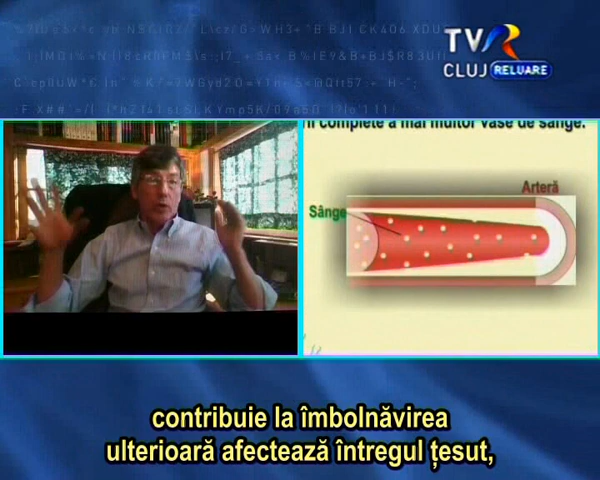 TVR
CLUJ RELUARE
ii complete a mai multor vase de sânge.
Arteră
Sânge
contribuie la îmbolnăvirea
ulterioară afectează întregul țesut,